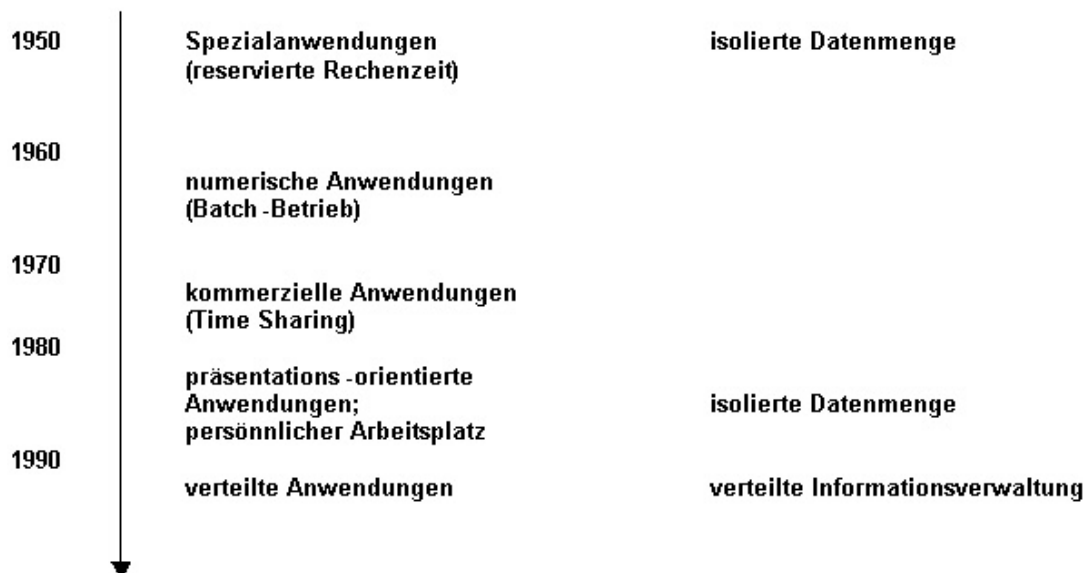 1950 Spezialanwendungen isolierte Datenmenge
(reservierte Rechenzeit)
1960
numerische Anwendungen
(Batch -Betrieb)
1970
kommerzielle Anwendungen
(Time Sharing)
1980
präsentations -orientierte
Anwendungen; isolierte Datenmenge
persönnlicher Arbeitsplatz
1990
verteilte Anwendungen verteilte Informationsverwaltung